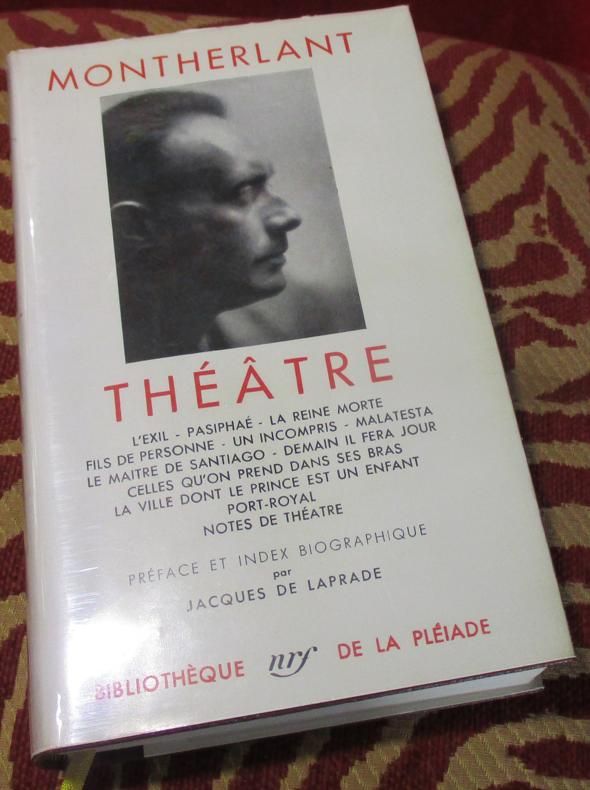 MONTHERLANT
THÉÂTRE
L'EXIL - PASIPHAÉ - LA REINE MORTE
FILS DE PERSONNE - UN INCOMPRIS - MALATESTA
LE MAITRE DE SANTIAGO - DEMAIN IL FERA JOUR
CELLES QU'ON PREND DANS SES BRAS
LA VILLE DONT LE PRINCE EST UN ENFANT
PORT-ROYAL
NOTES DE THÉATRE
PRÉFACE ET INDEX BIOGRAPHIQUE
par
JACQUES DE LAPRADE
BIBLIOTHÈQUE nrf DE LA PLÉIADE